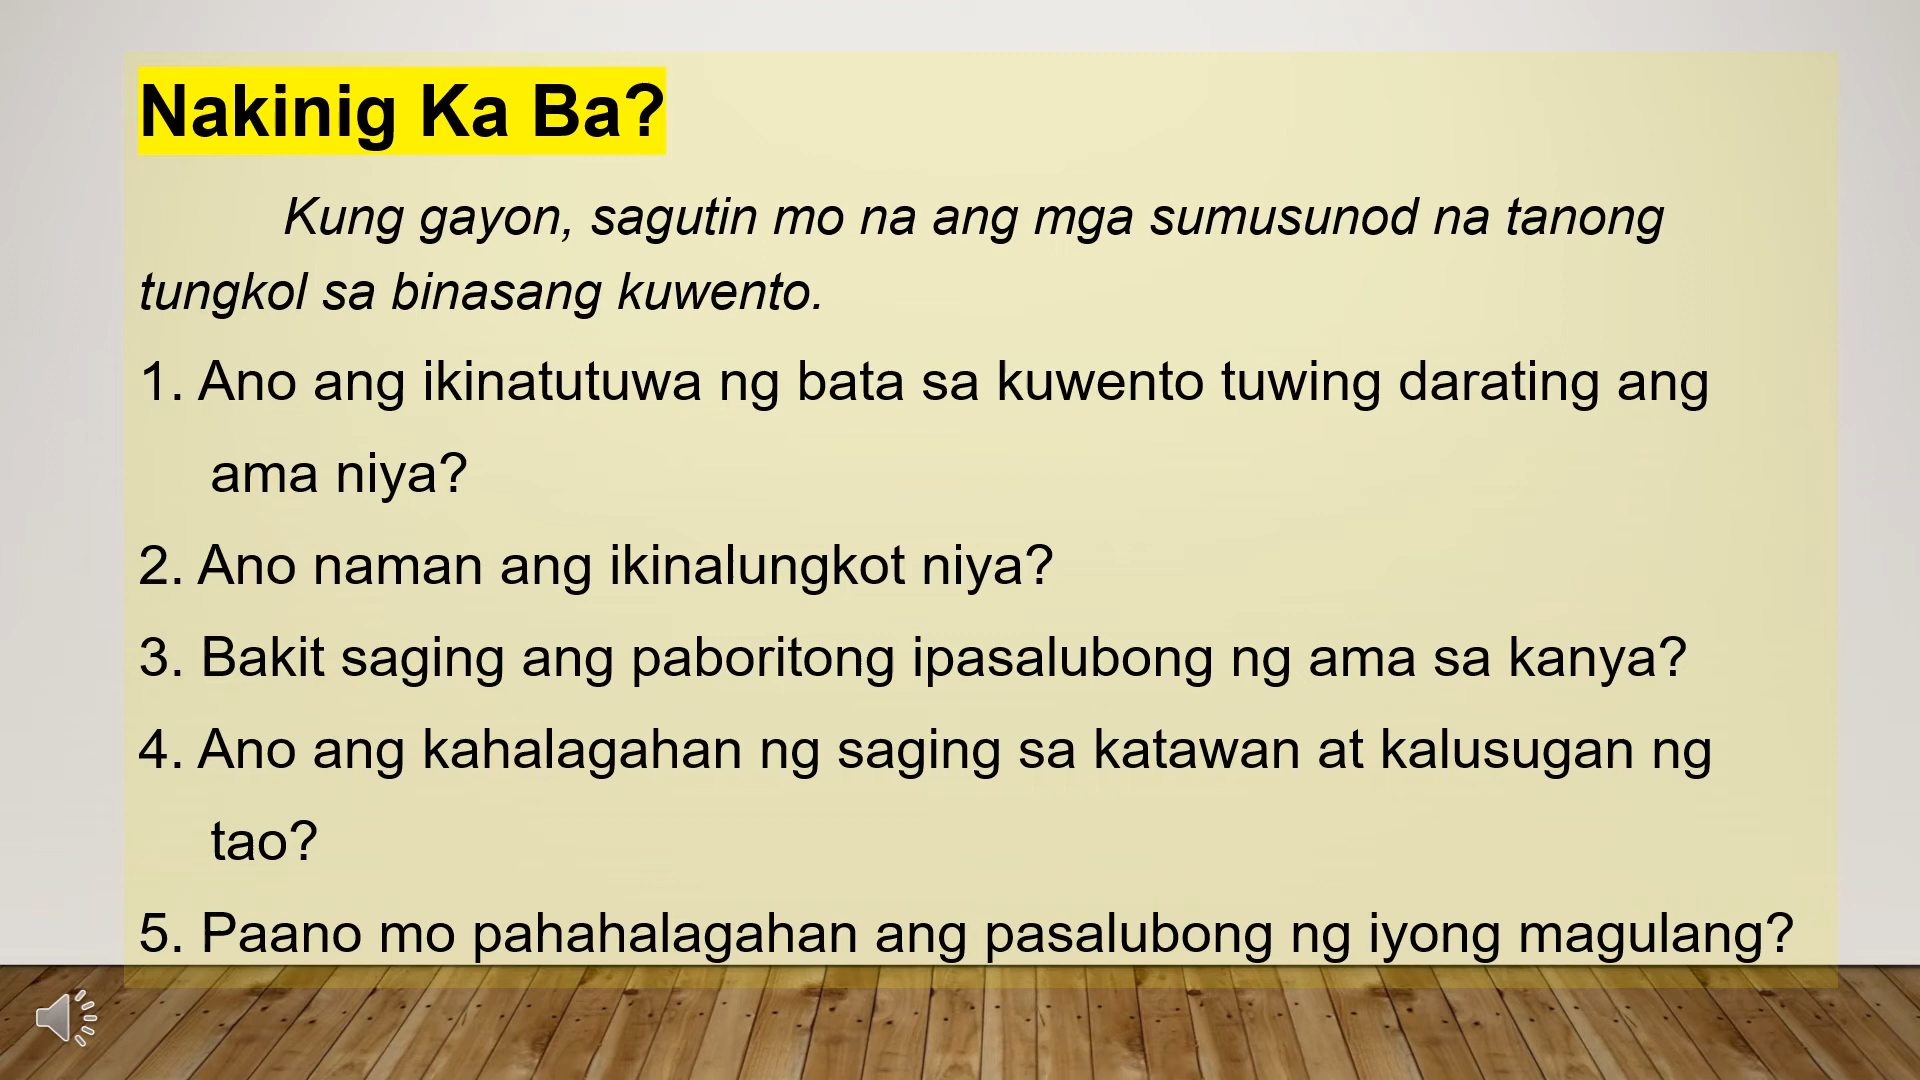 Nakinig Ka Ba?
Kung gayon, sagutin mo na ang mga sumusunod na tanong
tungkol sa binasang kuwento.
1. Ano ang ikinatutuwa ng bata sa kuwento tuwing darating ang
ama niya?
2. Ano naman ang ikinalungkot niya?
3. Bakit saging ang paboritong ipasalubong ng ama sa kanya?
4. Ano ang kahalagahan ng saging sa katawan at kalusugan ng
tao?
5. Paano mo pahahalagahan ang pasalubong ng iyong magulang?